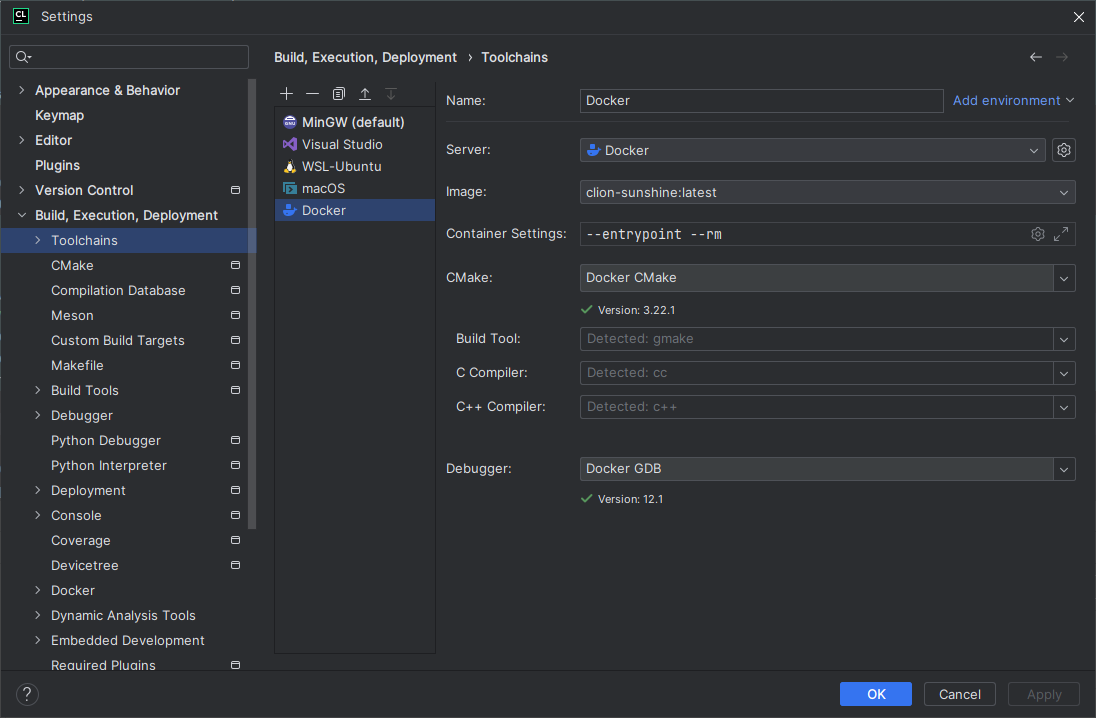 CL Settings
Build, Execution, Deployment › Toolchains
Appearance & Behavior
Keymap
Editor
Plugins
Version Control
Build, Execution, Deployment
Toolchains
CMake
Compilation Database
Meson
Custom Build Targets
Makefile
Build Tools
Debugger
Python Debugger
Python Interpreter
Deployment
Console
Coverage
Devicetree
Docker
Dynamic Analysis Tools
Embedded Development
Required Plugins
MinGW (default)
Visual Studio
WSL-Ubuntu
macOS
Docker
Name: Docker Add environment
Server: Docker
Image: clion-sunshine:latest
Container Settings: --entrypoint --rm
CMake: Docker CMake
Version: 3.22.1
Build Tool: Detected: gmake
C Compiler: Detected: cc
C++ Compiler: Detected: c++
Debugger: Docker GDB
Version: 12.1
? OK Cancel Apply